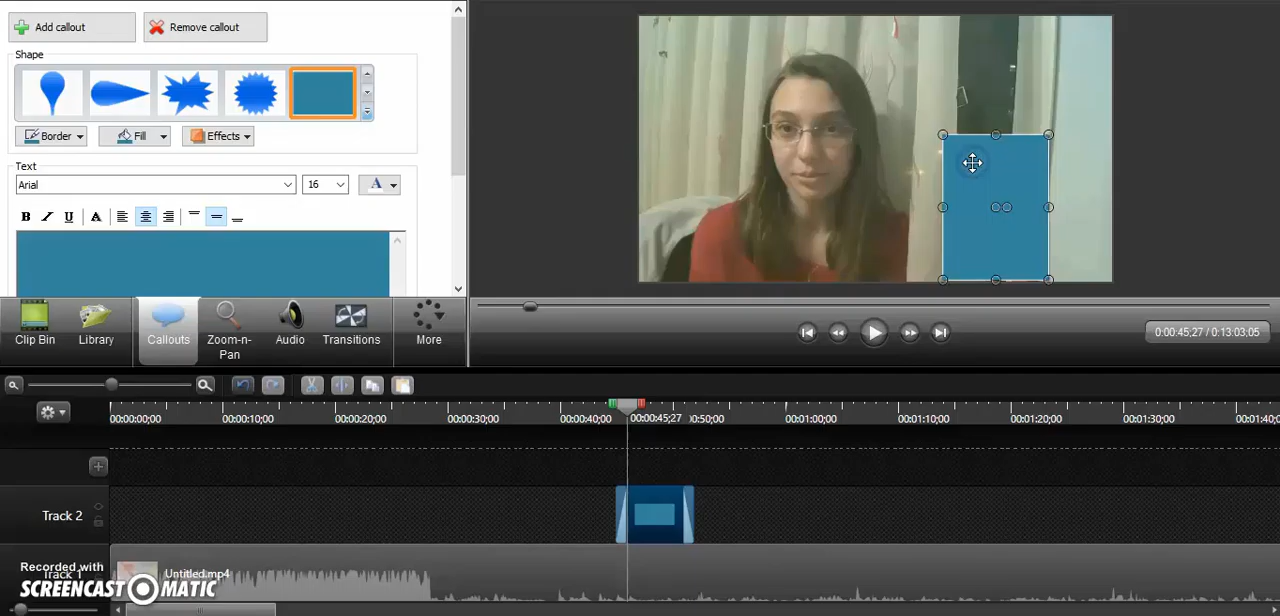 Add callout
Remove callout
Shape
Border
Fill
Effects
Text
Arial
16
A
B I U A
Clip Bin
Library
Callouts
Zoom-n-
Pan
Audio
Transitions
More
0:00:45;27 / 0:13:03;05
00:00:00;00
00:00:10;00
00:00:20;00
00:00:30;00
00:00:40;00
00:00:45;27
00:50;00
00:01:00;00
00:01:10;00
00:01:20;00
00:01:30;00
00:01:40;0
Track 2
Track 1
Untitled.mp4
Recorded with
SCREENCAST MATIC